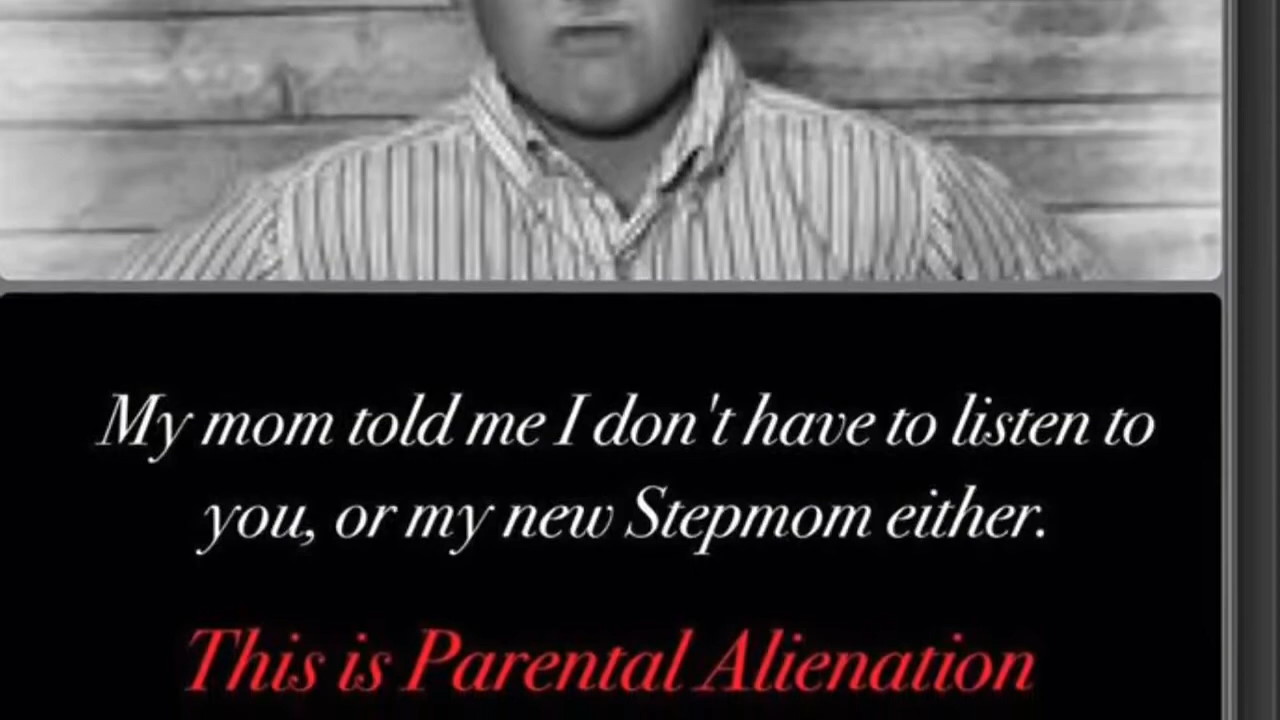 My mom told me I don't have to listen to
you, or my new Stepmom either.
This is Parental Alienation